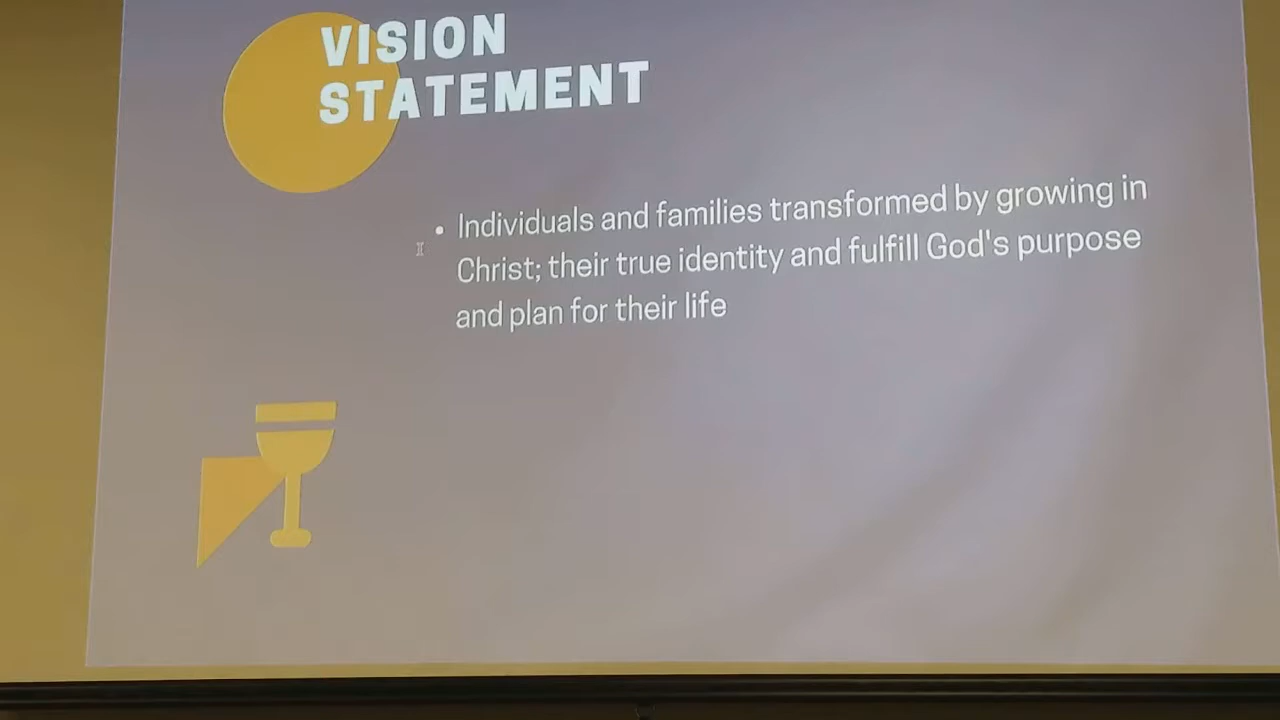 VISION
STATEMENT
• Individuals and families transformed by growing in
Christ; their true identity and fulfill God's purpose
and plan for their life